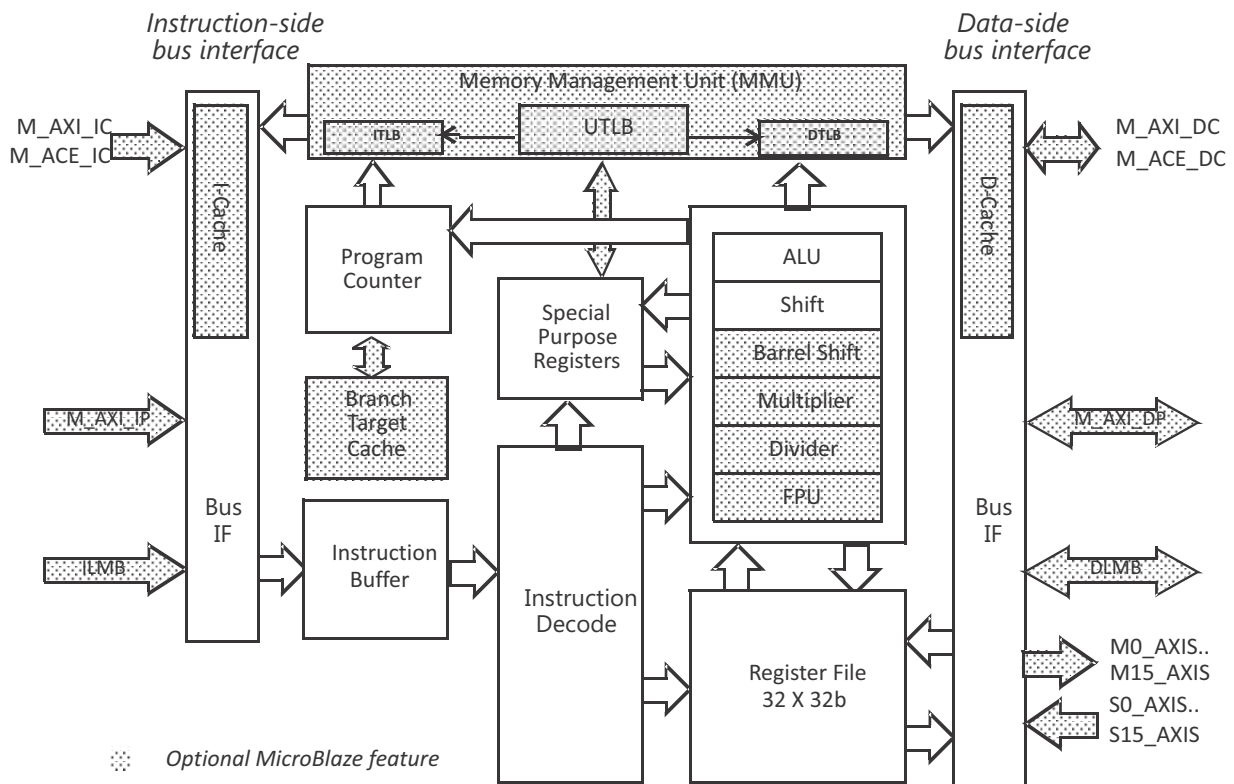 Instruction-side
bus interface
Data-side
bus interface
Memory Management Unit (MMU)
ITLB
UTLB
DTLB
M_AXI_IC
M_ACE_IC
M_AXI_DC
M_ACE_DC
I-Cache
D-Cache
Program
Counter
Special
Purpose
Registers
ALU
Shift
Barrel Shift
Multiplier
Divider
FPU
Branch
Target
Cache
M_AXI_IP
M_AXI_DP
Bus
IF
Bus
IF
Instruction
Buffer
Instruction
Decode
ILMB
DLMB
Register File
32 X 32b
M0_AXIS..
M15_AXIS
S0_AXIS..
S15_AXIS
Optional MicroBlaze feature